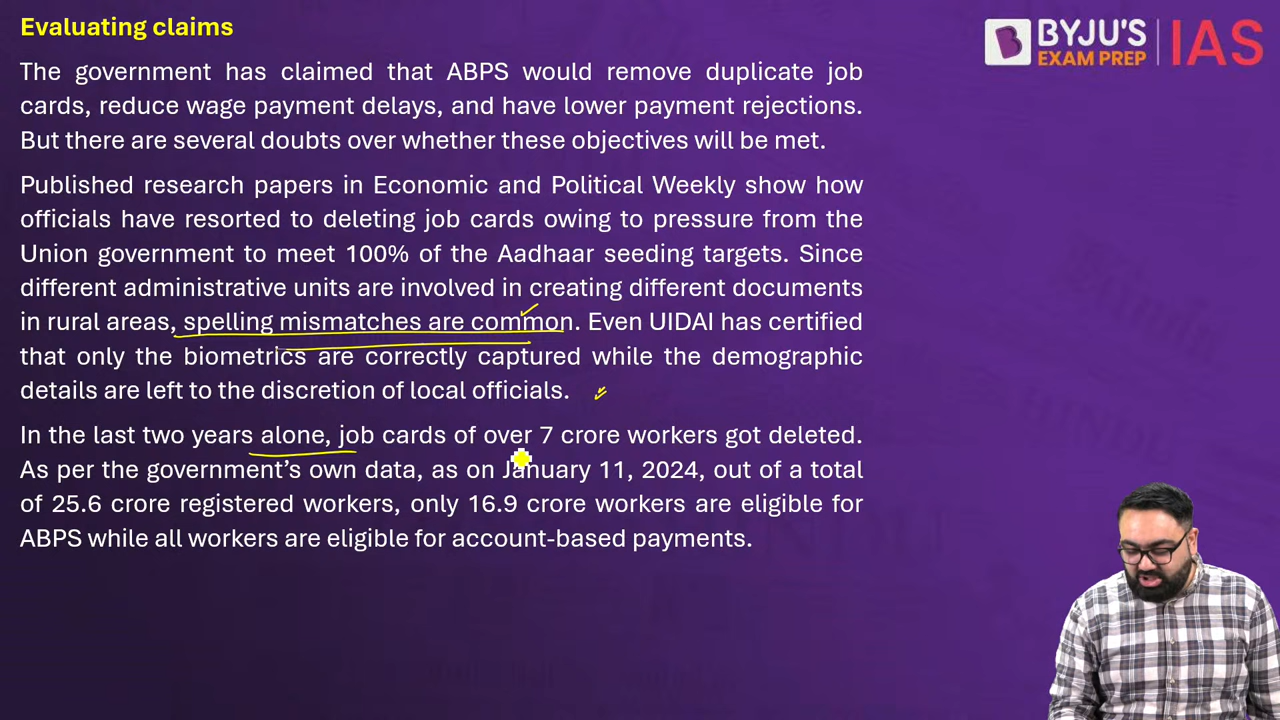 Evaluating claims
BYJU'S
EXAM PREP
IAS
The government has claimed that ABPS would remove duplicate job
cards, reduce wage payment delays, and have lower payment rejections.
But there are several doubts over whether these objectives will be met.
Published research papers in Economic and Political Weekly show how
officials have resorted to deleting job cards owing to pressure from the
Union government to meet 100% of the Aadhaar seeding targets. Since
different administrative units are involved in creating different documents
in rural areas, spelling mismatches are common. Even UIDAI has certified
that only the biometrics are correctly captured while the demographic
details are left to the discretion of local officials.
In the last two years alone, job cards of over 7 crore workers got deleted.
As per the government’s own data, as on January 11, 2024, out of a total
of 25.6 crore registered workers, only 16.9 crore workers are eligible for
ABPS while all workers are eligible for account-based payments.